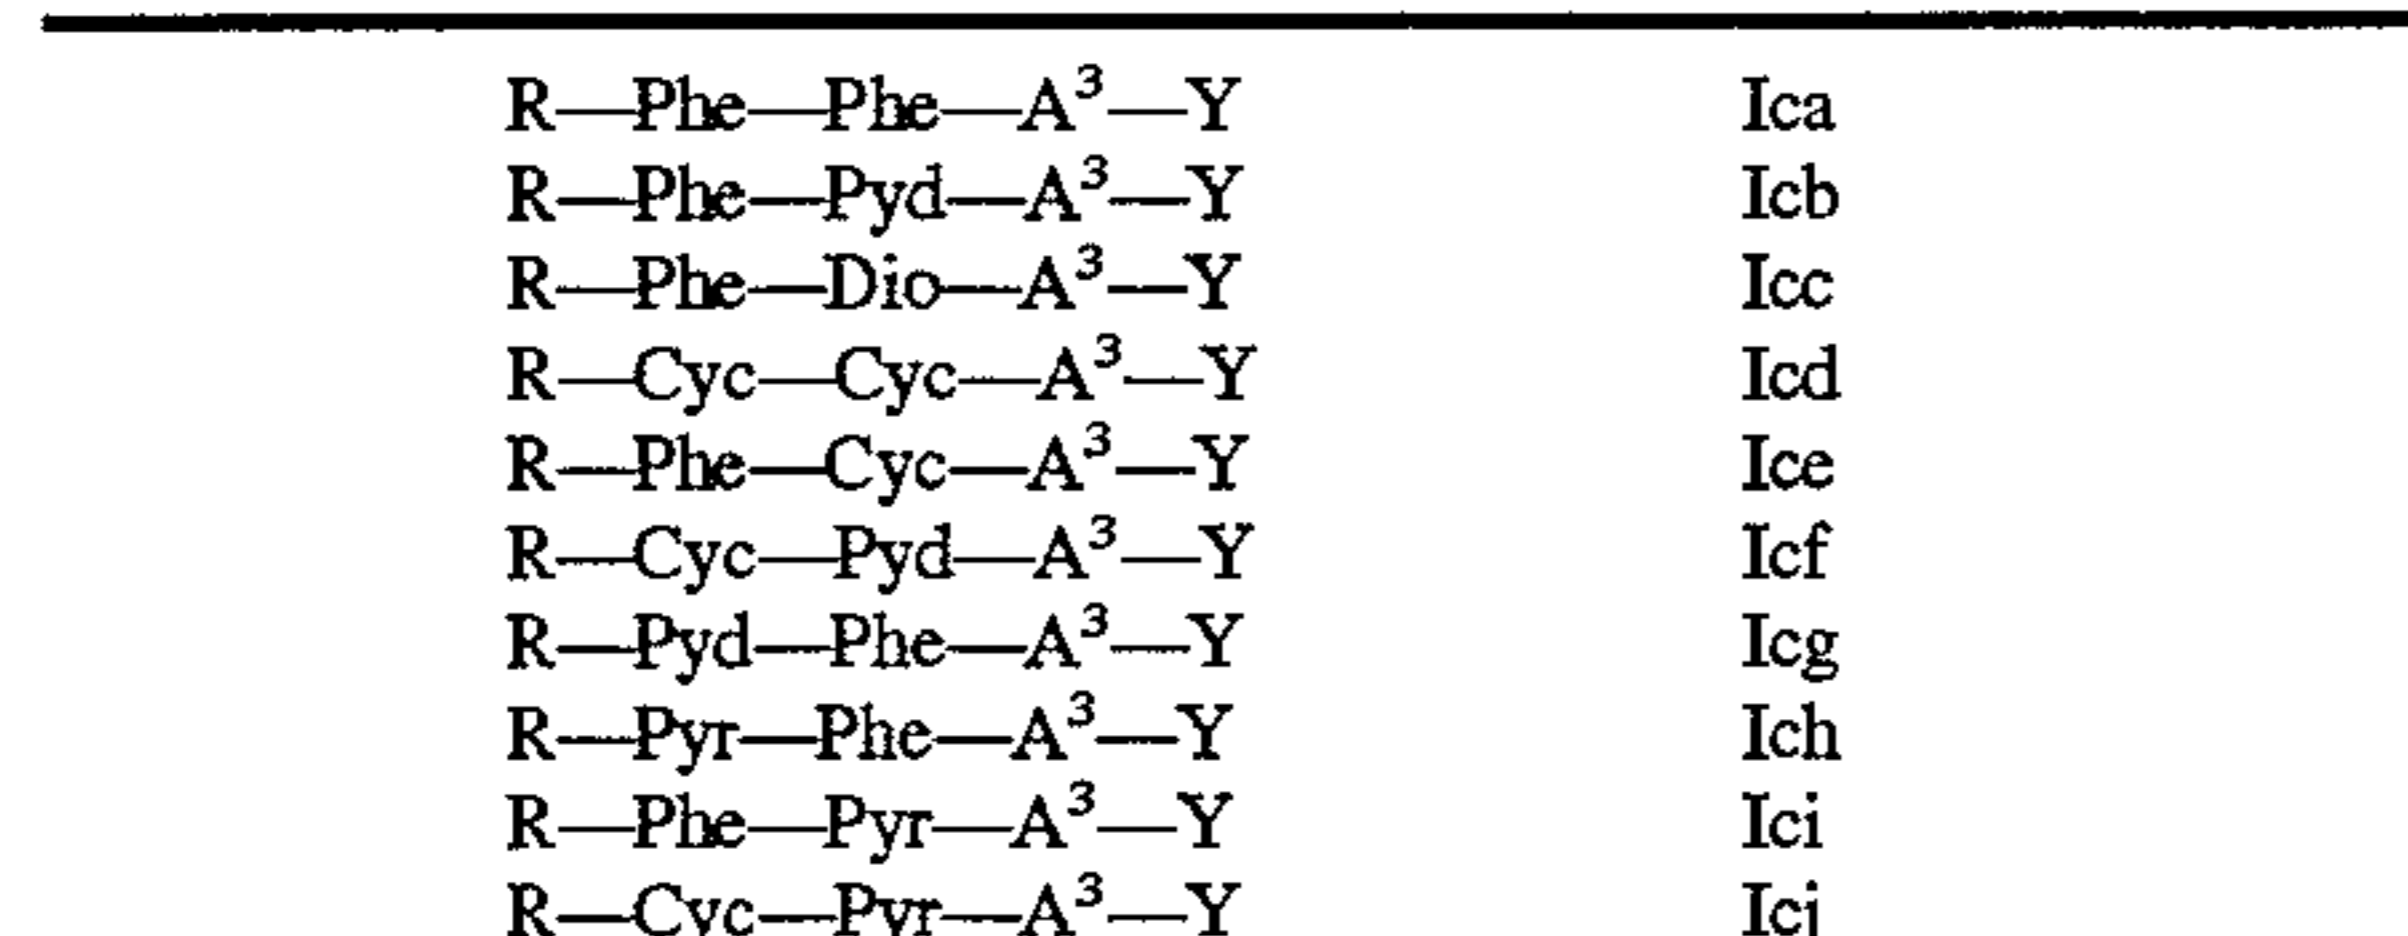 R—Phe—Phe—A³—Y Ica
R—Phe—Pyd—A³—Y Icb
R—Phe—Dio—A³—Y Icc
R—Cyc—Cyc—A³—Y Icd
R—Phe—Cyc—A³—Y Ice
R—Cyc—Pyd—A³—Y Icf
R—Pyd—Phe—A³—Y Icg
R—Pyr—Phe—A³—Y Ich
R—Phe—Pyr—A³—Y Ici
R—Cyc—Pyr—A³—Y Icj